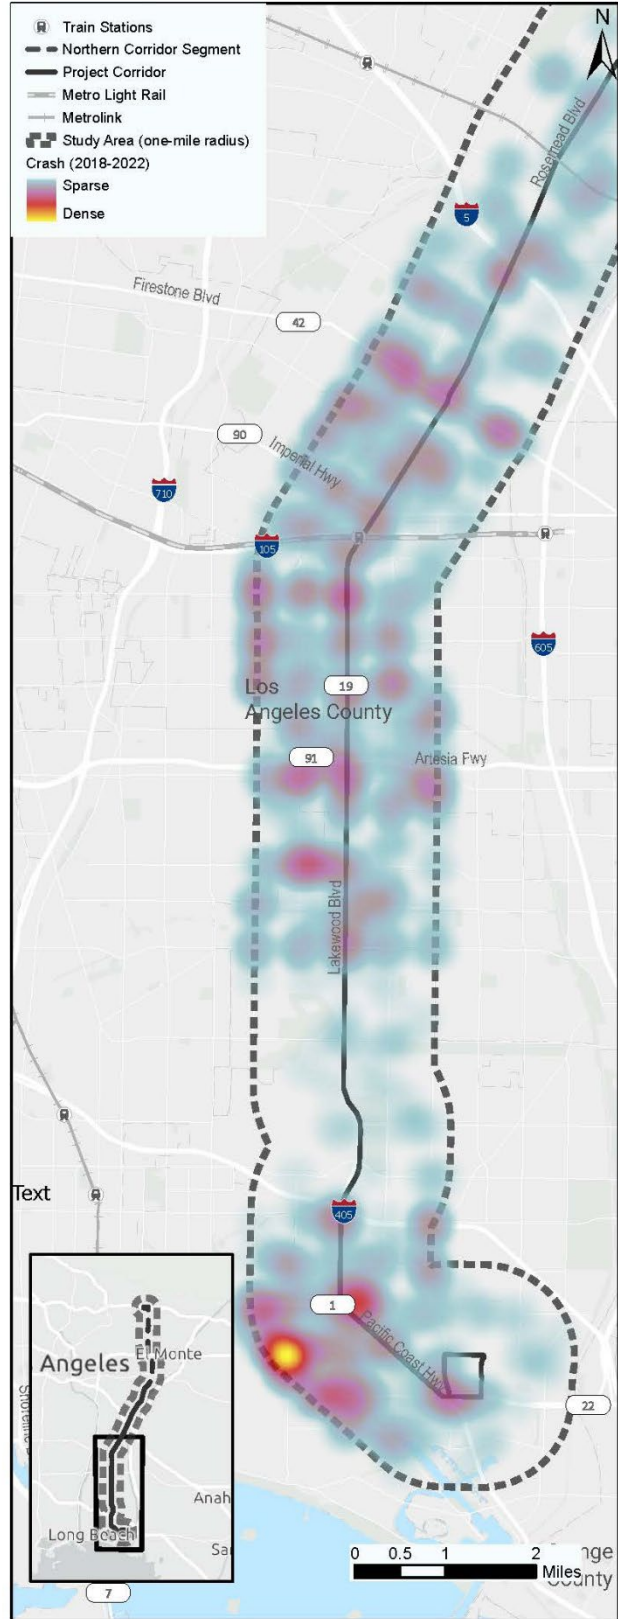 Train Stations
Northern Corridor Segment
Project Corridor
Metro Light Rail
Metrolink
Study Area (one-mile radius)
Crash (2018-2022)
Sparse
Dense
N
Rosemead Blvd
5
Firestone Blvd
42
90
Imperial Hwy
710
105
605
19
Los
Angeles County
91
Artesia Fwy
Lakewood Blvd
Text
405
1
Pacific Coast Hwy
22
Angeles
El Monte
Anah
Long Beach
Sa
7
0 0.5 1 2
Miles
nge
County